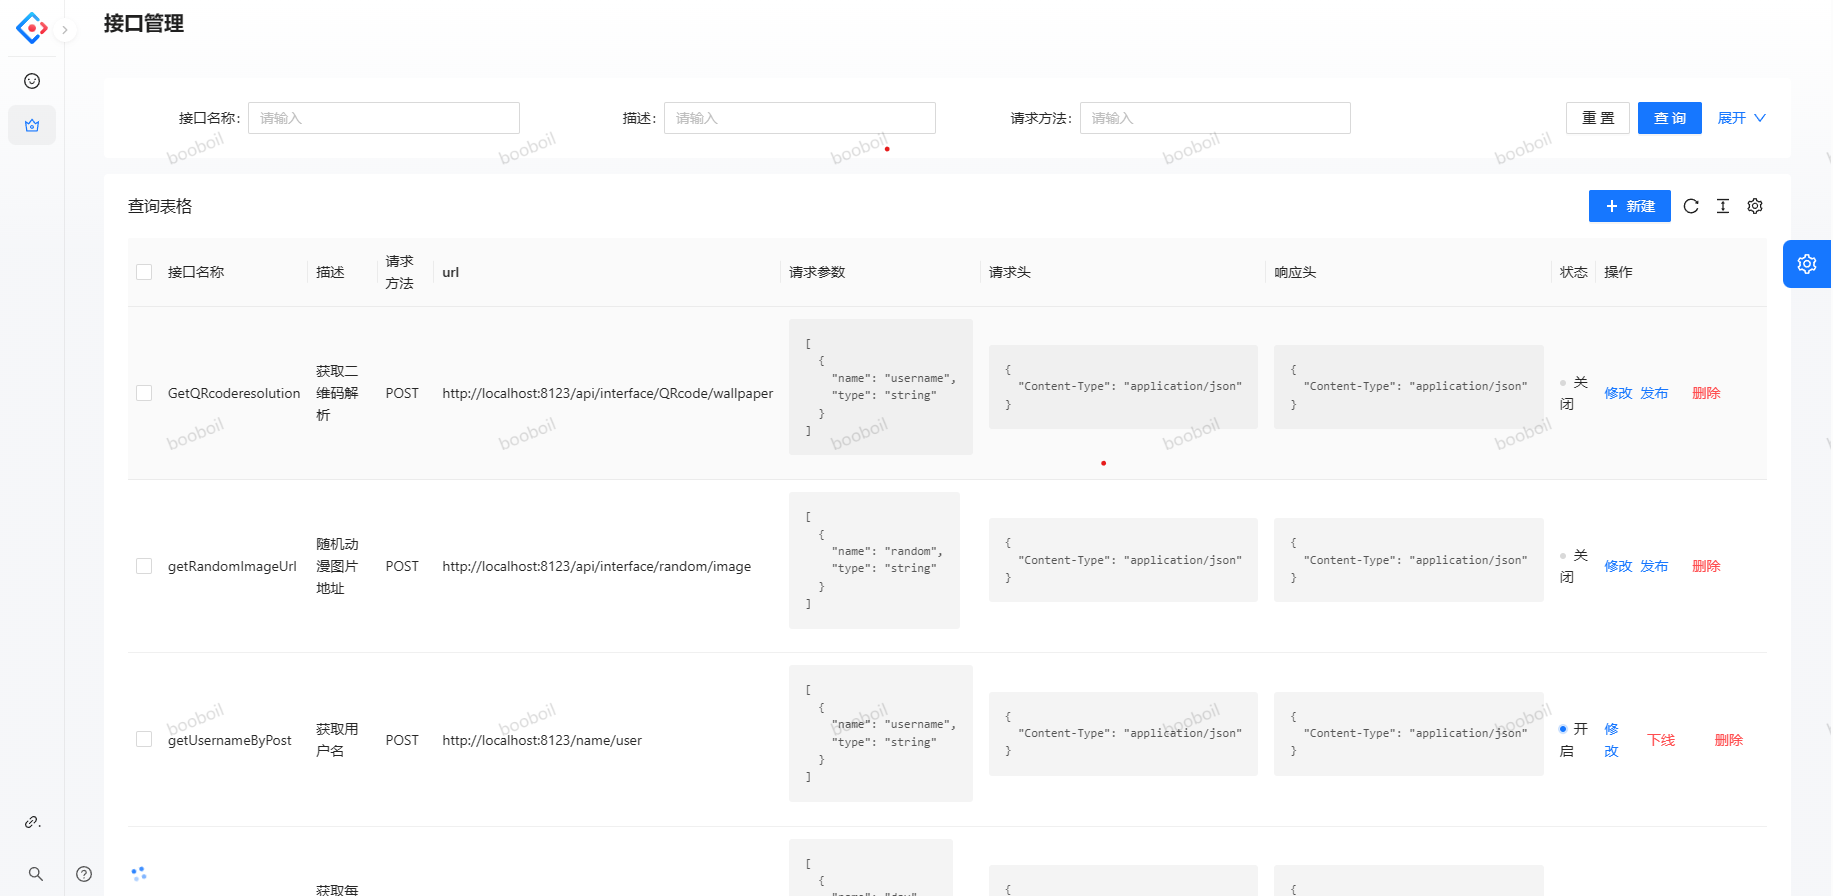 接口管理
接口名称: 请输入 描述: 请输入 请求方法: 请输入 重 置 查 询 展开
booboil booboil booboil booboil booboil
查询表格 + 新建
接口名称 描述 请求方法 url 请求参数 请求头 响应头 状态 操作
GetQRcoderesolution
获取二
维码解
析
POST
http://localhost:8123/api/interface/QRcode/wallpaper
[
{
"name": "username",
"type": "string"
}
]
{
"Content-Type": "application/json"
}
{
"Content-Type": "application/json"
}
关
闭
修改 发布 删除
booboil booboil booboil booboil booboil
getRandomImageUrl
随机动
漫图片
地址
POST
http://localhost:8123/api/interface/random/image
[
{
"name": "random",
"type": "string"
}
]
{
"Content-Type": "application/json"
}
{
"Content-Type": "application/json"
}
关
闭
修改 发布 删除
booboil booboil booboil booboil booboil
getUsernameByPost
获取用
户名
POST
http://localhost:8123/name/user
[
{
"name": "username",
"type": "string"
}
]
{
"Content-Type": "application/json"
}
{
"Content-Type": "application/json"
}
开
启
修
改
下线 删除
获取每
[
{
{
{